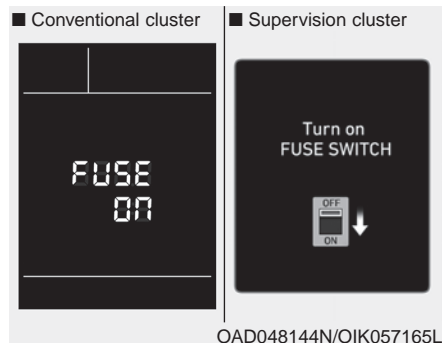 ■ Conventional cluster
■ Supervision cluster
FUSE
on
Turn on
FUSE SWITCH
OFF
ON
OAD048144N/OIK057165L